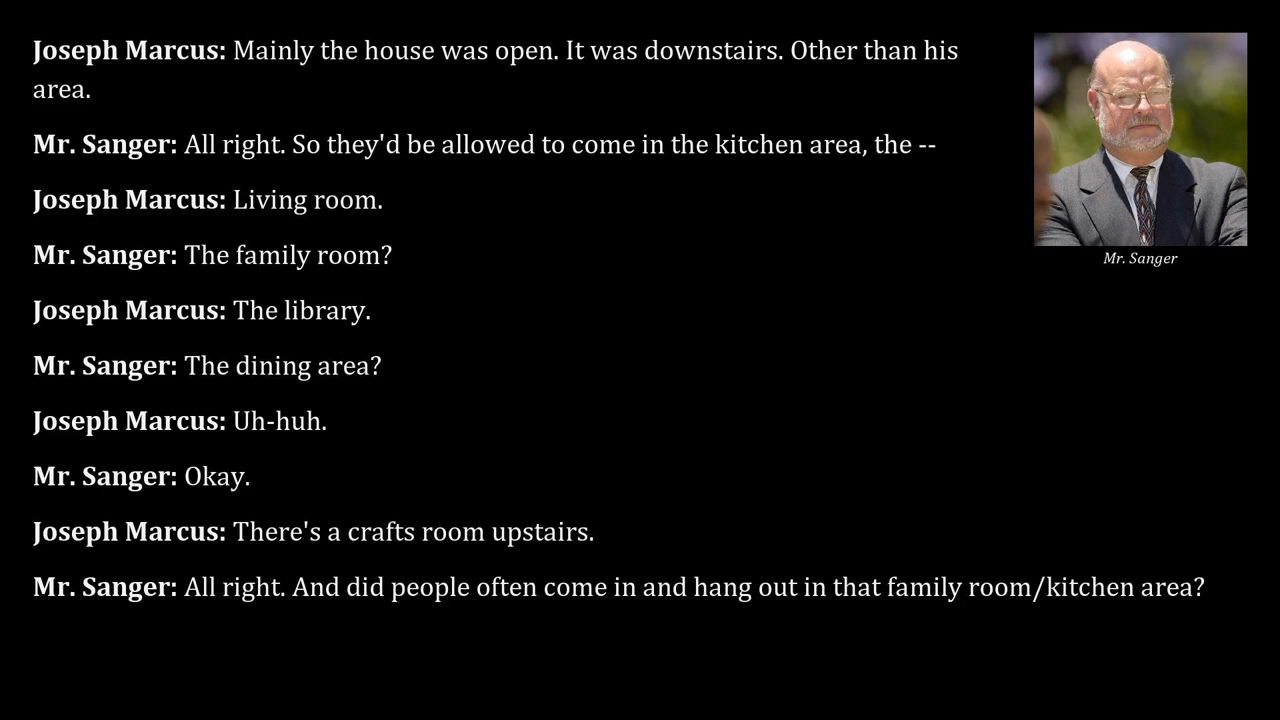 Joseph Marcus: Mainly the house was open. It was downstairs. Other than his
area.
Mr. Sanger: All right. So they'd be allowed to come in the kitchen area, the --
Joseph Marcus: Living room.
Mr. Sanger: The family room?
Mr. Sanger
Joseph Marcus: The library.
Mr. Sanger: The dining area?
Joseph Marcus: Uh-huh.
Mr. Sanger: Okay.
Joseph Marcus: There's a crafts room upstairs.
Mr. Sanger: All right. And did people often come in and hang out in that family room/kitchen area?